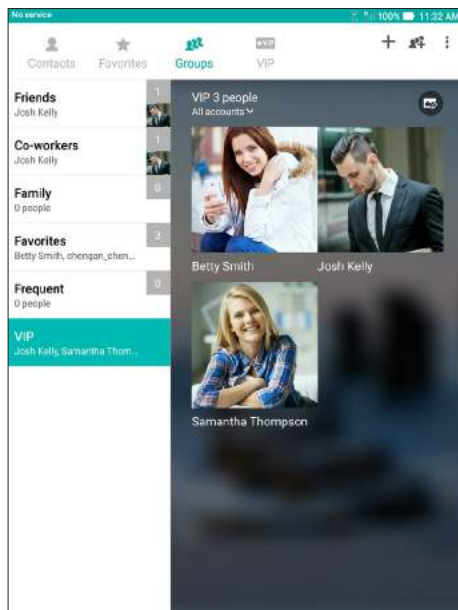 No service
100% 11:32 AM
Contacts
Favorites
Groups
VIP
VIP
Friends
1
Josh Kelly
Co-workers
1
Josh Kelly
Family
0
0 people
Favorites
3
Betty Smith, chengan_chen...
Frequent
0
0 people
VIP
Josh Kelly, Samantha Thom...
VIP 3 people
All accounts
Betty Smith
Josh Kelly
Samantha Thompson